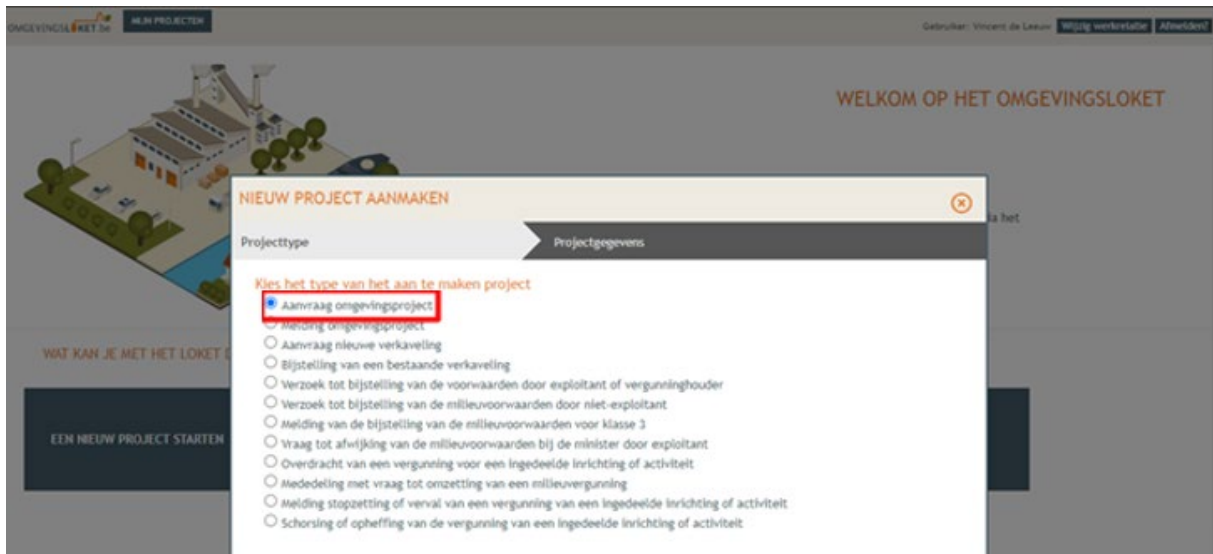 OMGEVINGSLOKET.be
MIJN PROJECTEN
Gebruiker: Vincent de Leeuw Wijzig werkrelatie Afmelden?
WELKOM OP HET OMGEVINGSLOKET
NIEUW PROJECT AANMAKEN
ia het
Projecttype
Projectgegevens
Kies het type van het aan te maken project
Aanvraag omgevingsproject
Melding omgevingsproject
Aanvraag nieuwe verkaveling
WAT KAN JE MET HET LOKET D
Bijstelling van een bestaande verkaveling
Verzoek tot bijstelling van de voorwaarden door exploitant of vergunninghouder
Verzoek tot bijstelling van de milieuvoorwaarden door niet-exploitant
Melding van de bijstelling van de milieuvoorwaarden voor klasse 3
EEN NIEUW PROJECT STARTEN
Vraag tot afwijking van de milieuvoorwaarden bij de minister door exploitant
Overdracht van een vergunning voor een ingedeelde inrichting of activiteit
Mededeling met vraag tot omzetting van een milieuvergunning
Melding stopzetting of verval van een vergunning van een ingedeelde inrichting of activiteit
Schorsing of opheffing van de vergunning van een ingedeelde inrichting of activiteit